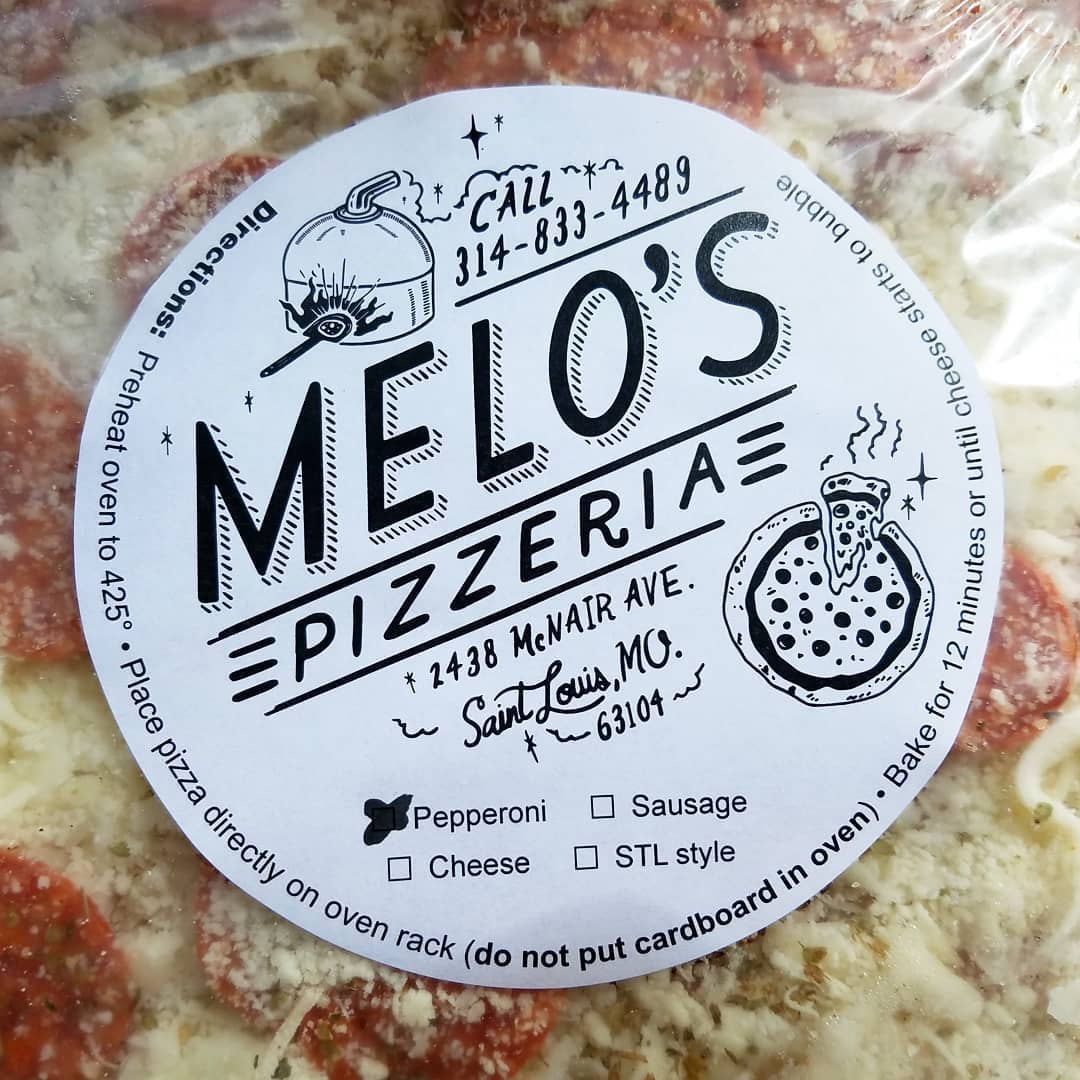 CALL
314-833-4489
MELO'S
PIZZERIA
2438 McNAIR AVE.
Saint Louis, MO.
63104
Pepperoni
Sausage
Cheese
STL style
Directions: Preheat oven to 425° • Place pizza directly on oven rack (do not put cardboard in oven) • Bake for 12 minutes or until cheese starts to bubble